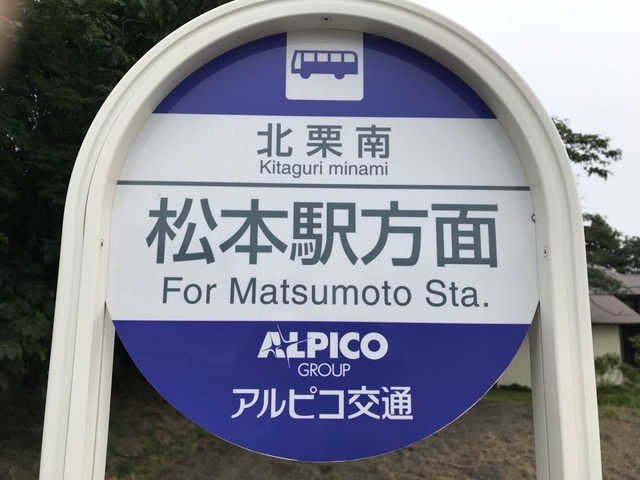 北栗南
Kitaguri minami
松本駅方面
For Matsumoto Sta.
ALPICO
GROUP
アルピコ交通